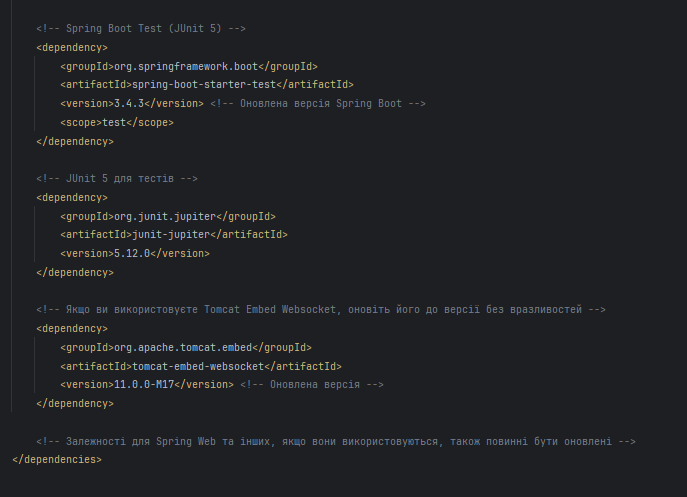 <!-- Spring Boot Test (JUnit 5) -->
<dependency>
<groupId>org.springframework.boot</groupId>
<artifactId>spring-boot-starter-test</artifactId>
<version>3.4.3</version> <!-- Оновлена версія Spring Boot -->
<scope>test</scope>
</dependency>
<!-- JUnit 5 для тестів -->
<dependency>
<groupId>org.junit.jupiter</groupId>
<artifactId>junit-jupiter</artifactId>
<version>5.12.0</version>
</dependency>
<!-- Якщо ви використовуєте Tomcat Embed Websocket, оновіть його до версії без вразливостей -->
<dependency>
<groupId>org.apache.tomcat.embed</groupId>
<artifactId>tomcat-embed-websocket</artifactId>
<version>11.0.0-M17</version> <!-- Оновлена версія -->
</dependency>
<!-- Залежності для Spring Web та інших, якщо вони використовуються, також повинні бути оновлені -->
</dependencies>